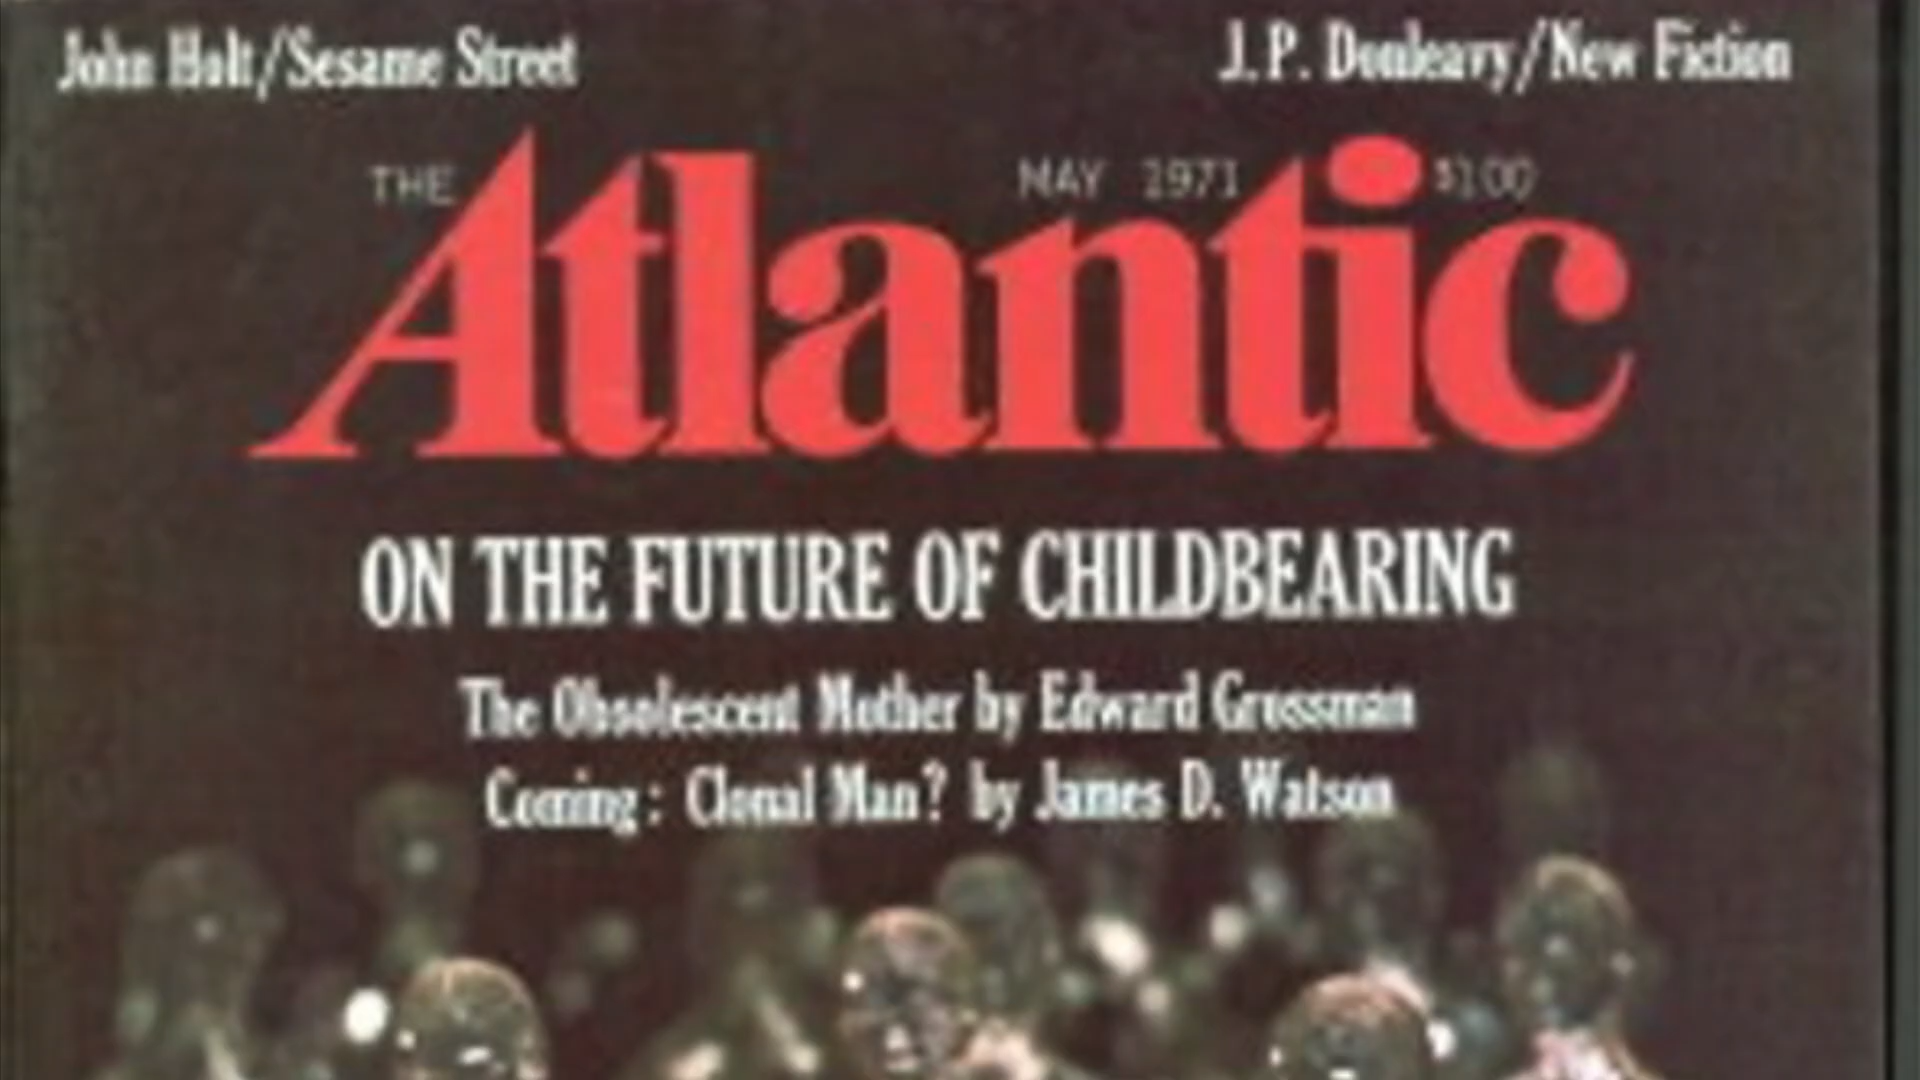 John Holt/Sesame Street
J. P. Donleavy/New Fiction
THE
MAY 1971
$1.00
Atlantic
ON THE FUTURE OF CHILDBEARING
The Obsolescent Mother by Edward Grossman
Coming: Clonal Man? by James D. Watson